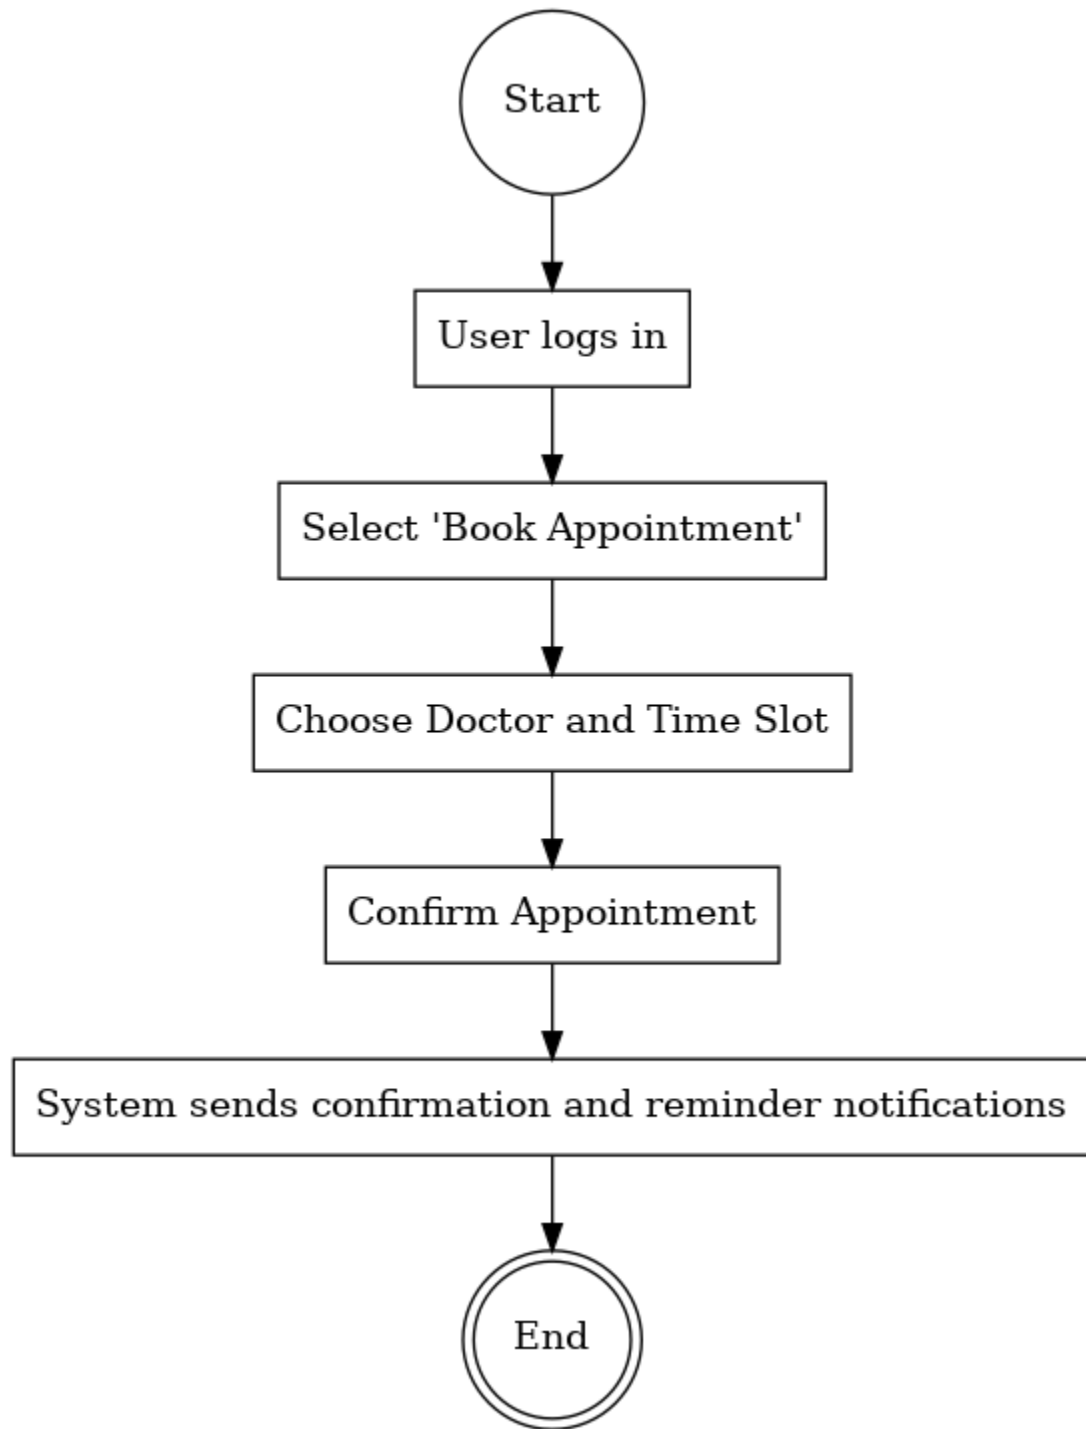 Start
User logs in
Select 'Book Appointment'
Choose Doctor and Time Slot
Confirm Appointment
System sends confirmation and reminder notifications
End